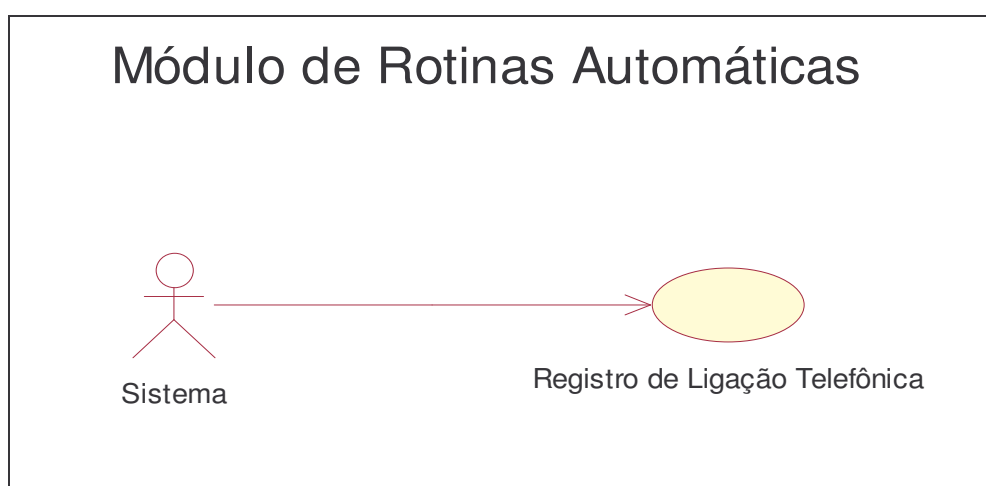 Módulo de Rotinas Automáticas
Sistema
Registro de Ligação Telefônica